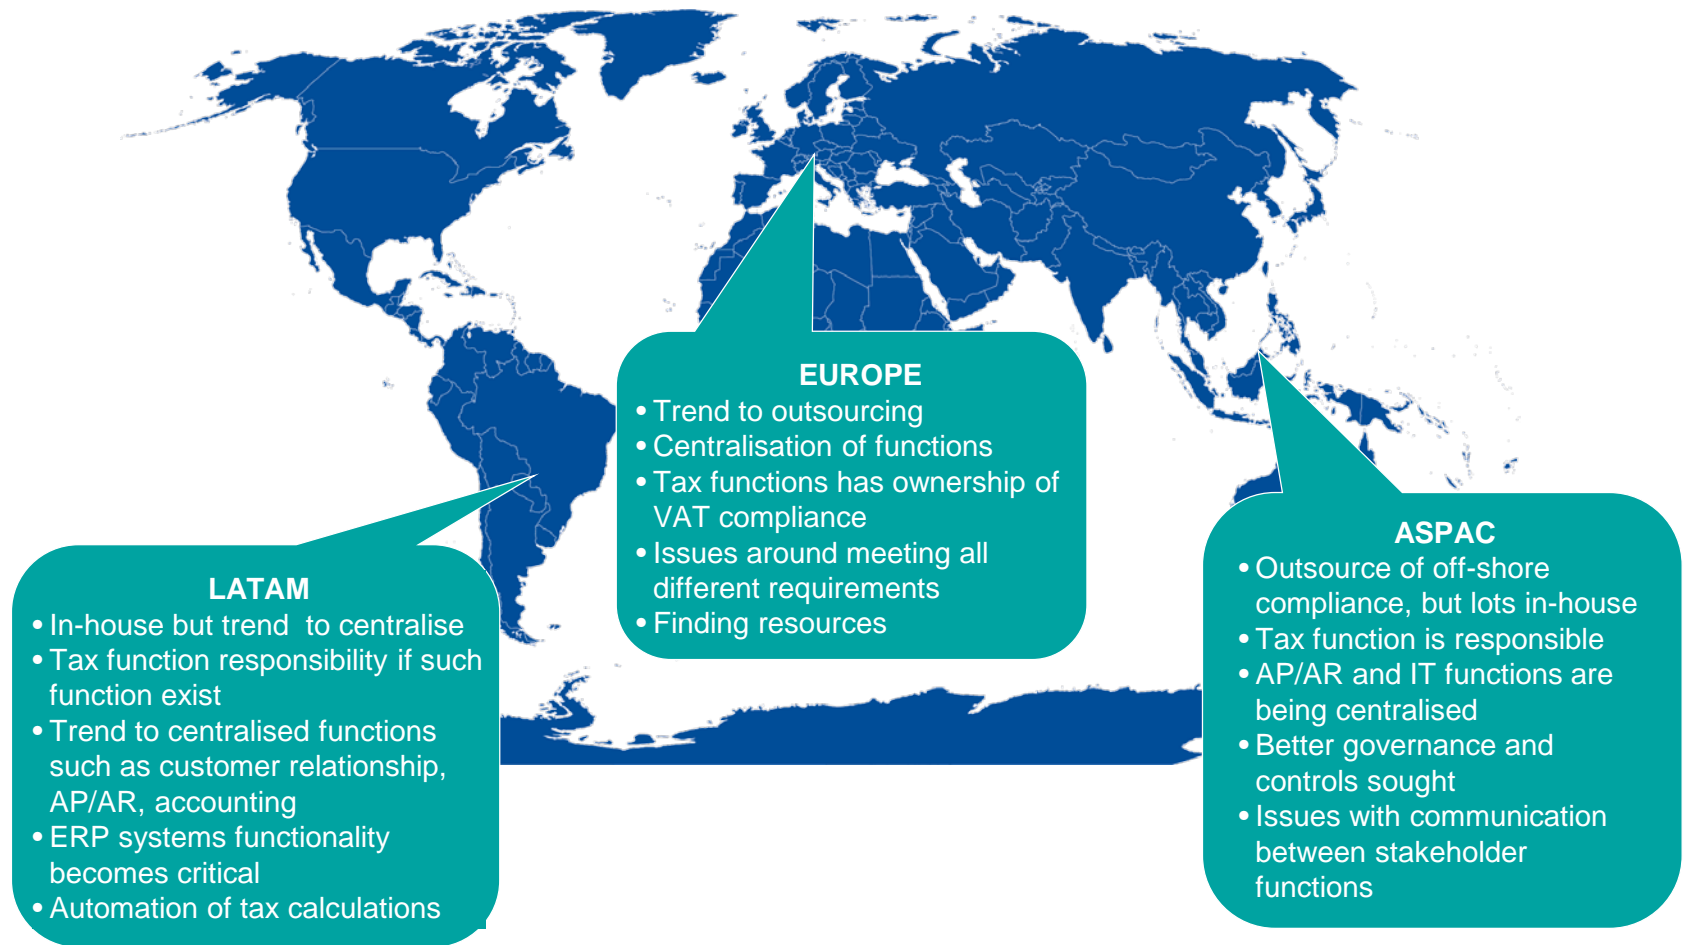 EUROPE
• Trend to outsourcing
• Centralisation of functions
• Tax functions has ownership of
VAT compliance
• Issues around meeting all
different requirements
• Finding resources
ASPAC
• Outsource of off-shore
compliance, but lots in-house
• Tax function is responsible
• AP/AR and IT functions are
being centralised
• Better governance and
controls sought
• Issues with communication
between stakeholder
functions
LATAM
• In-house but trend to centralise
• Tax function responsibility if such
function exist
• Trend to centralised functions
such as customer relationship,
AP/AR, accounting
• ERP systems functionality
becomes critical
• Automation of tax calculations